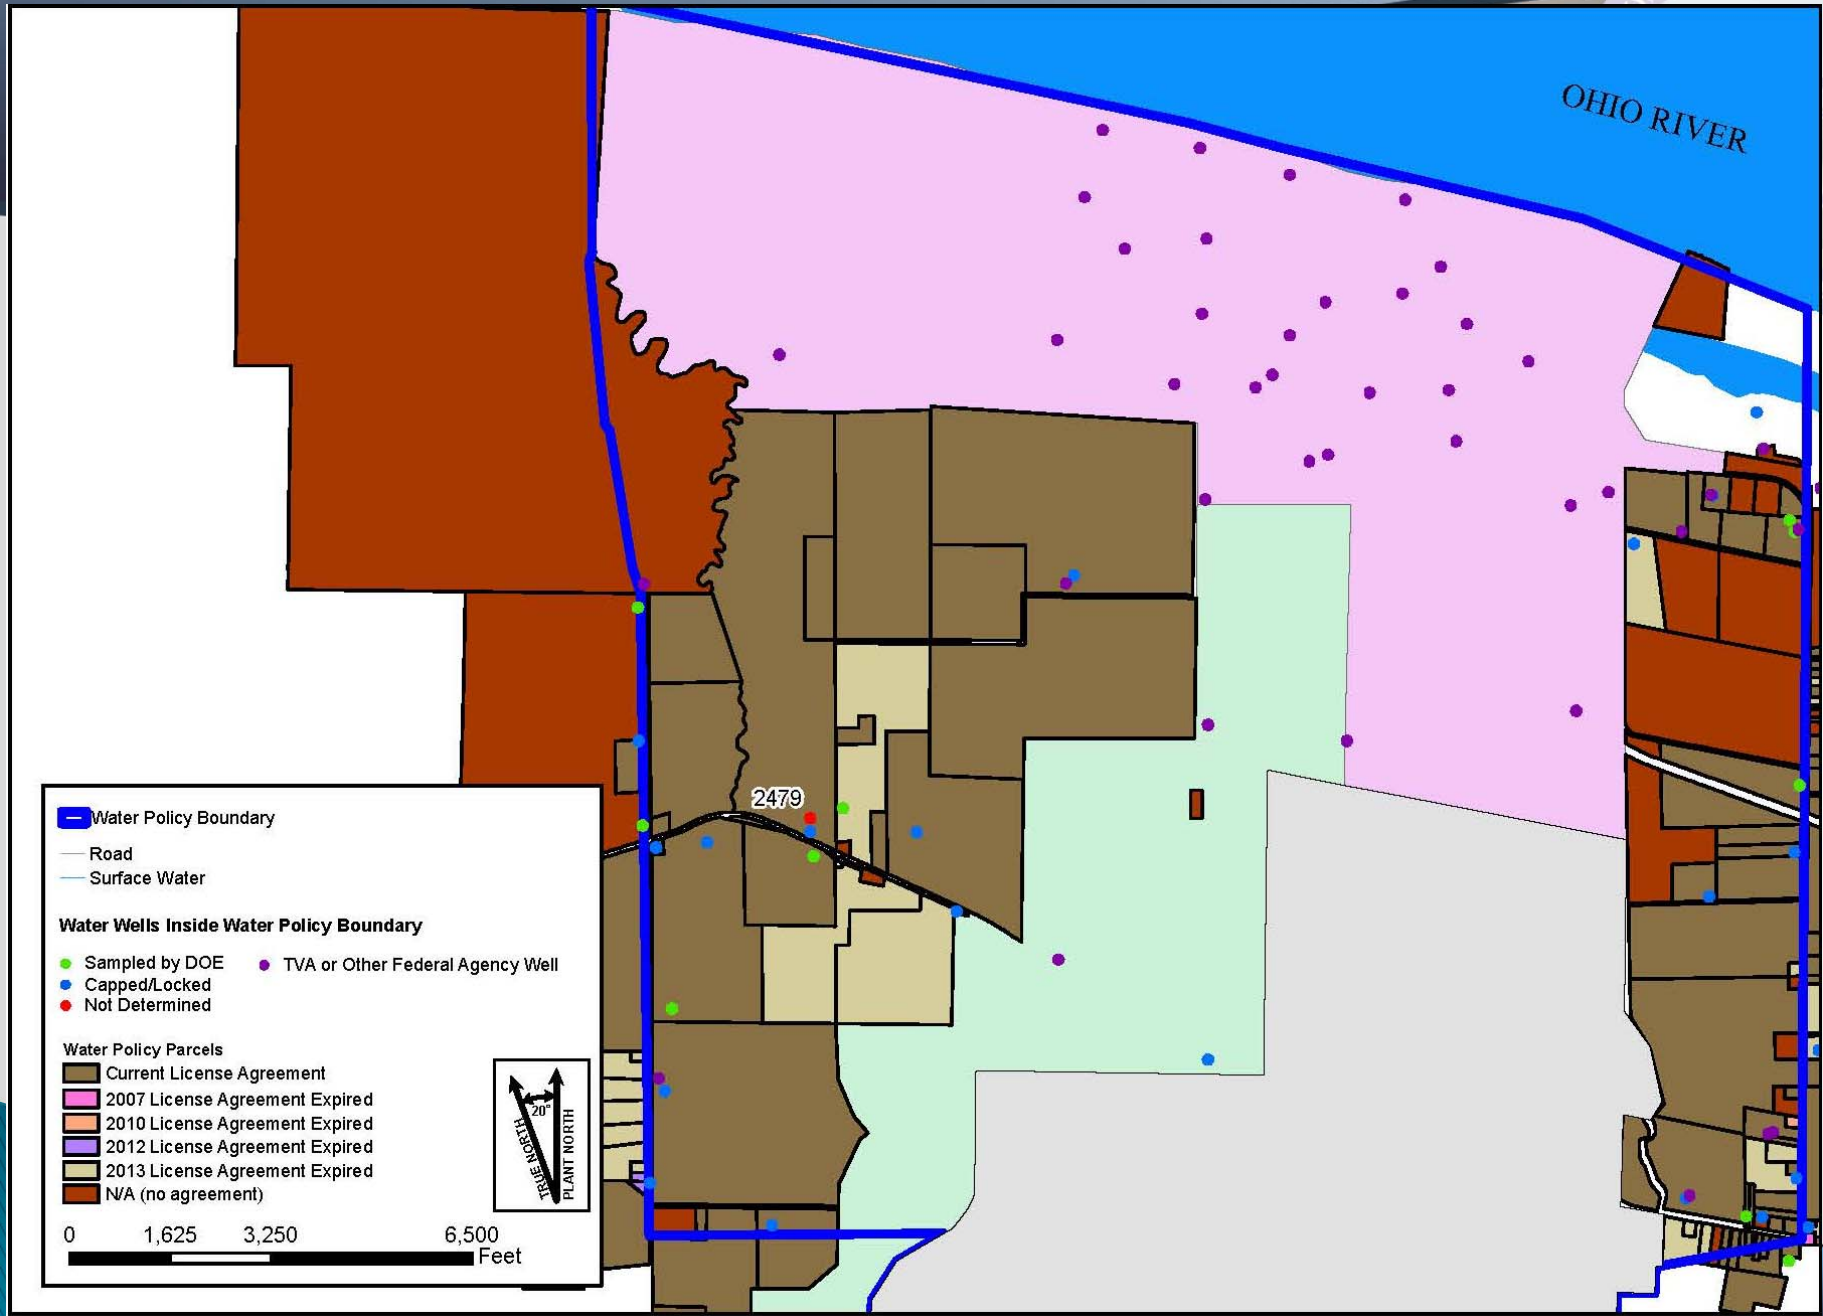 OHIO RIVER
2479
Water Policy Boundary
Road
Surface Water
Water Wells Inside Water Policy Boundary
Sampled by DOE
TVA or Other Federal Agency Well
Capped/Locked
Not Determined
Water Policy Parcels
Current License Agreement
2007 License Agreement Expired
2010 License Agreement Expired
2012 License Agreement Expired
2013 License Agreement Expired
N/A (no agreement)
20°
TRUE NORTH
PLANT NORTH
0 1,625 3,250 6,500
Feet